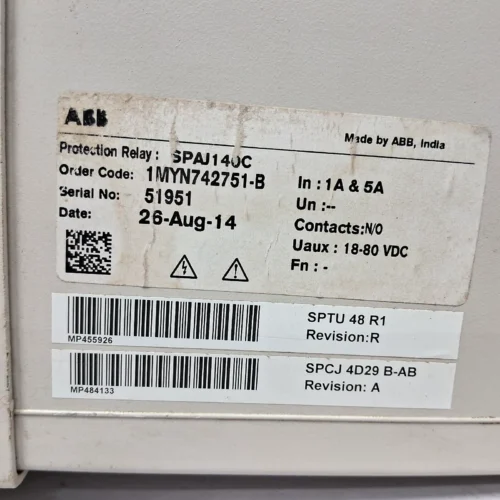 ABB
Made by ABB, India
Protection Relay: SPAJ140C
Order Code: 1MYN742751-B
In : 1A & 5A
Serial No: 51951
Un :--
Date: 26-Aug-14
Contacts:N/O
Uaux : 18-80 VDC
Fn : -
SPTU 48 R1
Revision:R
MP455926
SPCJ 4D29 B-AB
Revision: A
MP484133